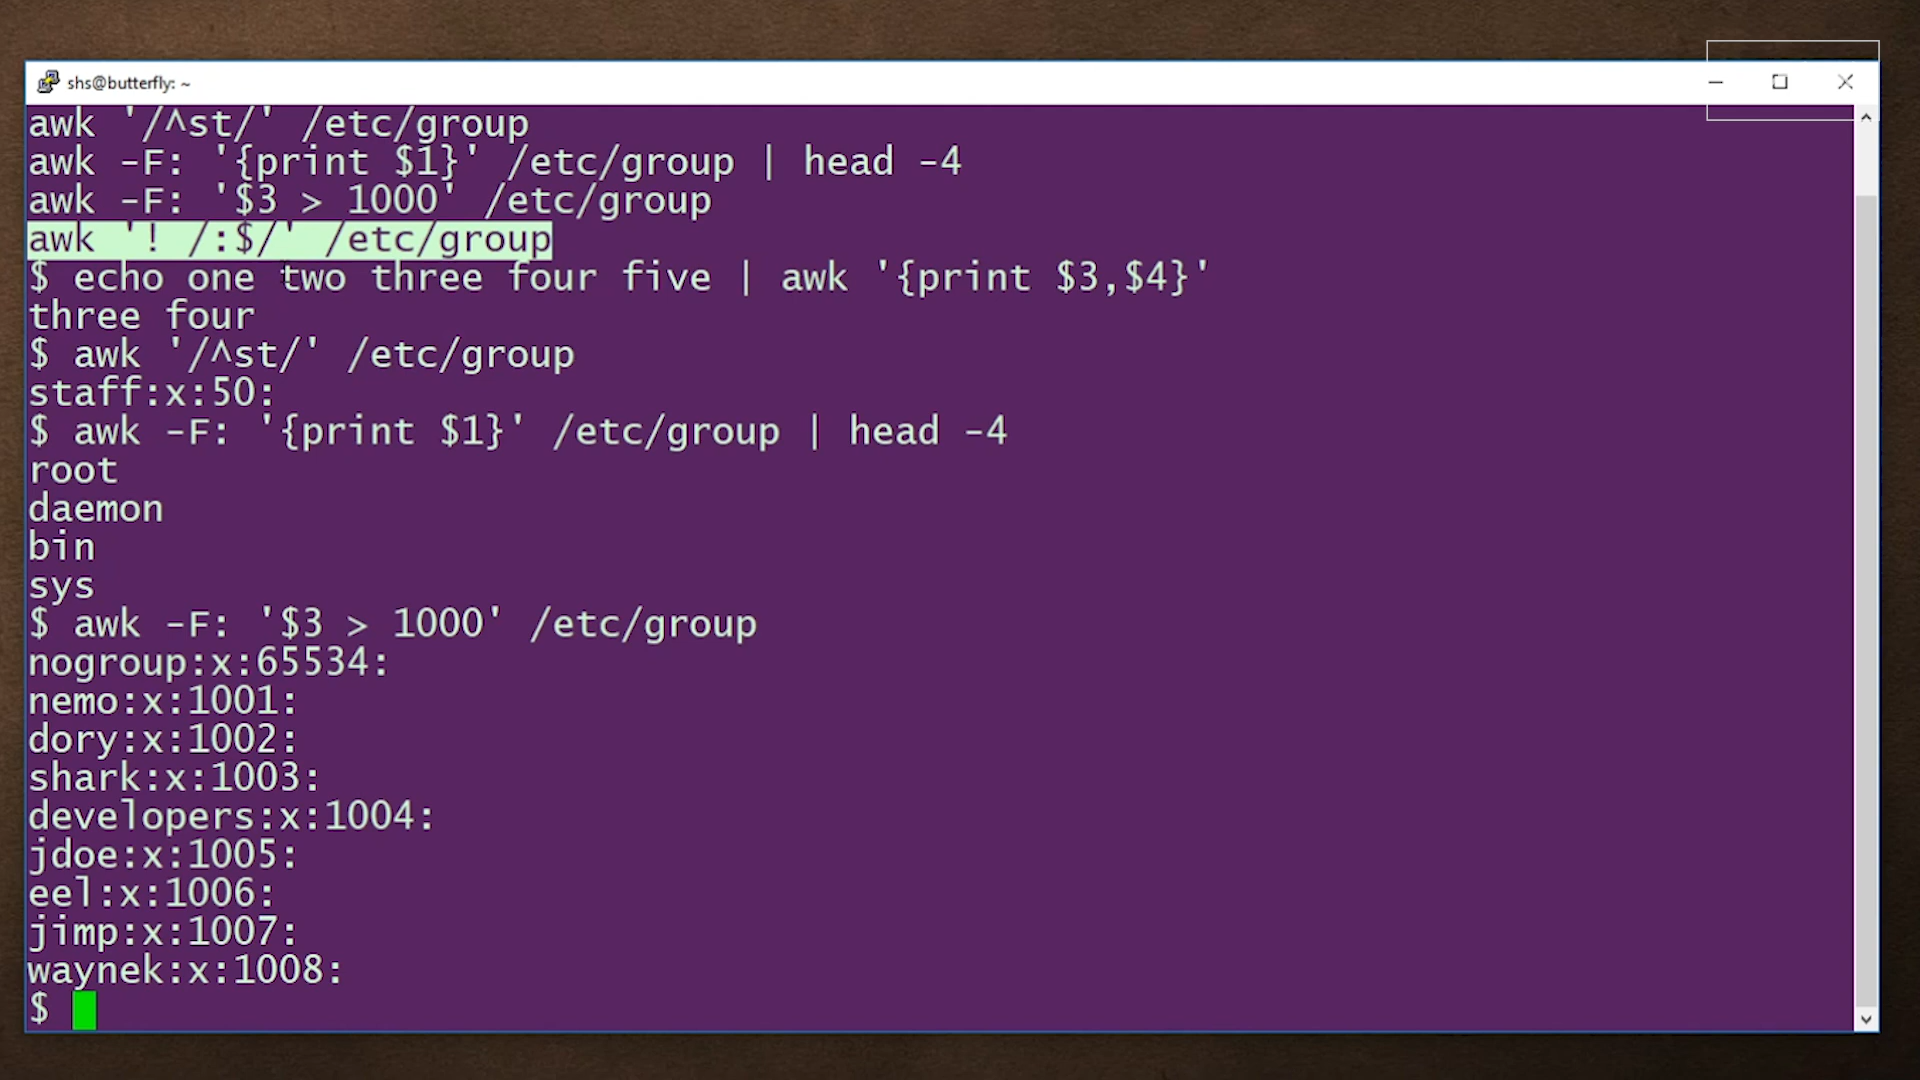 shs@butterfly: ~
awk '/^st/' /etc/group
awk -F: '{print $1}' /etc/group | head -4
awk -F: '$3 > 1000' /etc/group
awk '! /:$/' /etc/group
$ echo one two three four five | awk '{print $3,$4}'
three four
$ awk '/^st/' /etc/group
staff:x:50:
$ awk -F: '{print $1}' /etc/group | head -4
root
daemon
bin
sys
$ awk -F: '$3 > 1000' /etc/group
nogroup:x:65534:
nemo:x:1001:
dory:x:1002:
shark:x:1003:
developers:x:1004:
jdoe:x:1005:
eel:x:1006:
jimp:x:1007:
waynek:x:1008:
$